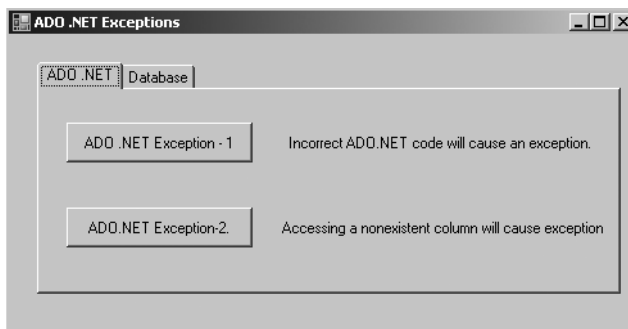 ADO .NET Exceptions
ADO .NET Database
ADO .NET Exception - 1 Incorrect ADO.NET code will cause an exception.
ADO.NET Exception-2. Accessing a nonexistent column will cause exception